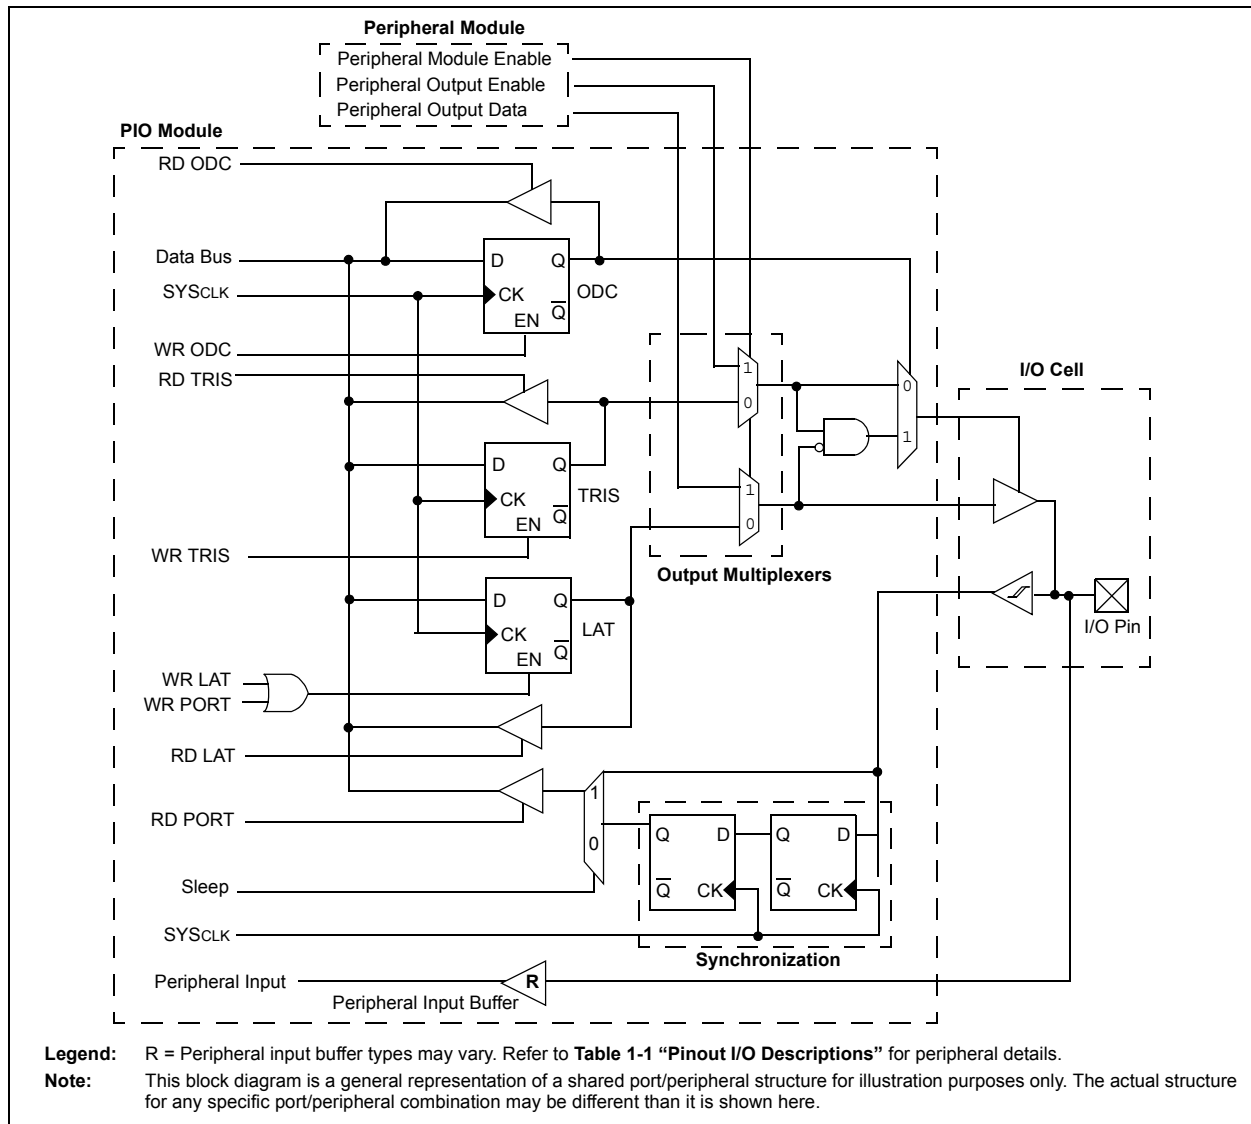 Peripheral Module
Peripheral Module Enable
Peripheral Output Enable
Peripheral Output Data
PIO Module
RD ODC
Data Bus
D Q
ODC
SYSCLK
CK
Q
EN
WR ODC
RD TRIS
1
0
I/O Cell
0
1
D Q
TRIS
CK
Q
EN
1
0
WR TRIS
Output Multiplexers
D Q
LAT
CK
Q
EN
I/O Pin
WR LAT
WR PORT
RD LAT
1
0
RD PORT
Q D
Q CK
Q D
Q CK
Sleep
SYSCLK
Synchronization
Peripheral Input
R
Peripheral Input Buffer
Legend: R = Peripheral input buffer types may vary. Refer to Table 1-1 “Pinout I/O Descriptions” for peripheral details.
Note: This block diagram is a general representation of a shared port/peripheral structure for illustration purposes only. The actual structure
for any specific port/peripheral combination may be different than it is shown here.